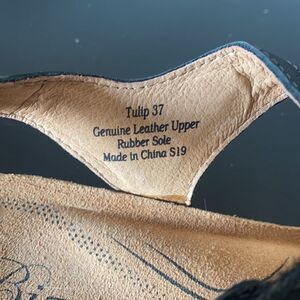 Tulip 37
Genuine Leather Upper
Rubber Sole
Made in China S19